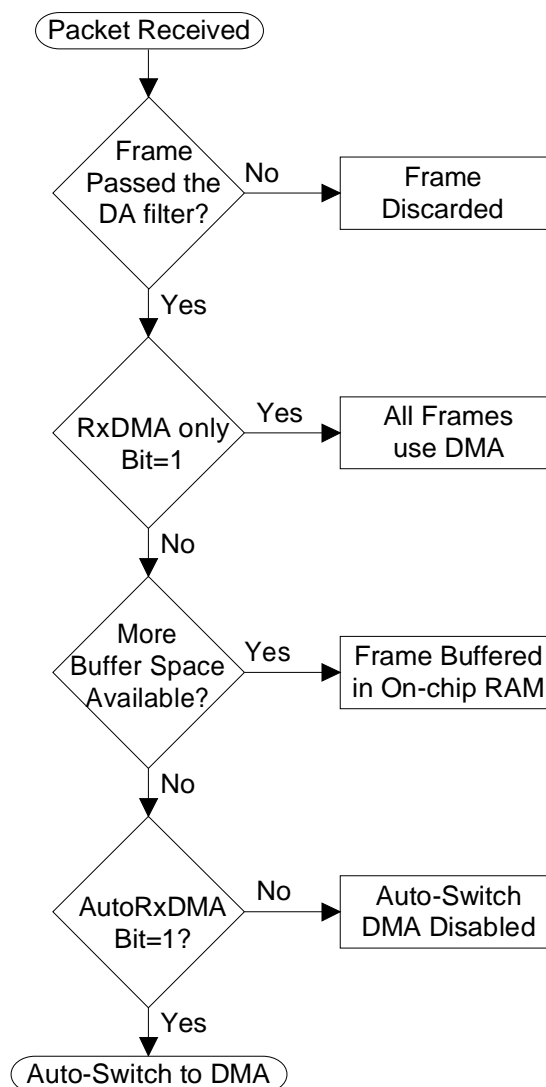 Packet Received
Frame
Passed the
DA filter?
No
Frame
Discarded
Yes
RxDMA only
Bit=1
Yes
All Frames
use DMA
No
More
Buffer Space
Available?
Yes
Frame Buffered
in On-chip RAM
No
AutoRxDMA
Bit=1?
No
Auto-Switch
DMA Disabled
Yes
Auto-Switch to DMA